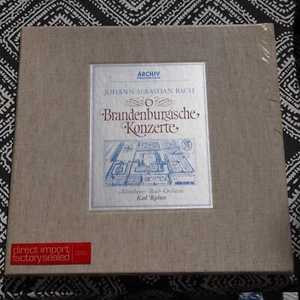 ARCHIV
PRODUKTION
JOHANN SEBASTIAN BACH
6
Brandenburgische
Konzerte
Münchener Bach-Orchester
Karl Richter
direct import
factory sealed